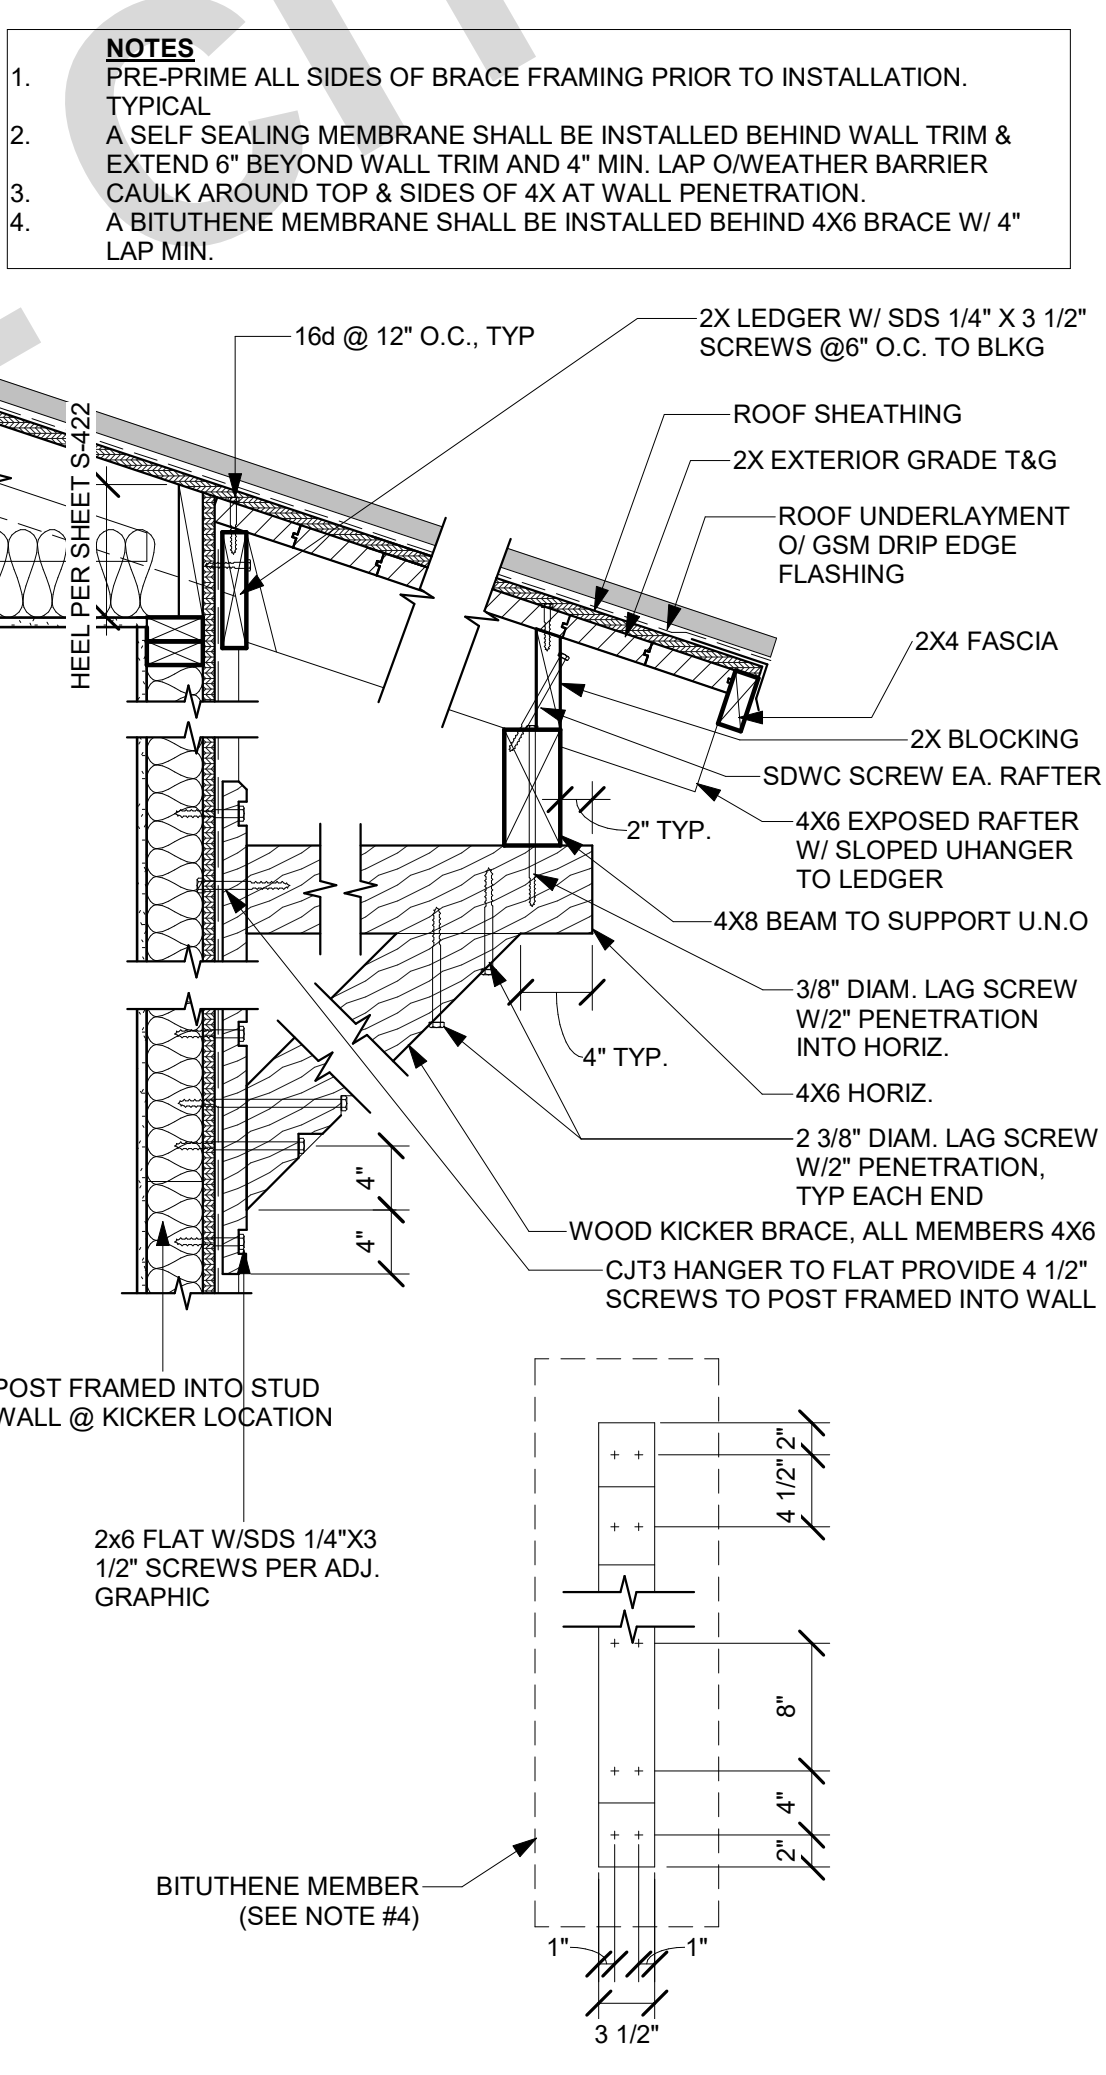 NOTES
1. PRE-PRIME ALL SIDES OF BRACE FRAMING PRIOR TO INSTALLATION.
TYPICAL
2. A SELF SEALING MEMBRANE SHALL BE INSTALLED BEHIND WALL TRIM &
EXTEND 6" BEYOND WALL TRIM AND 4" MIN. LAP O/WEATHER BARRIER
3. CAULK AROUND TOP & SIDES OF 4X AT WALL PENETRATION.
4. A BITUTHENE MEMBRANE SHALL BE INSTALLED BEHIND 4X6 BRACE W/ 4"
LAP MIN.
16d @ 12" O.C., TYP
2X LEDGER W/ SDS 1/4" X 3 1/2"
SCREWS @6" O.C. TO BLKG
HEEL PER SHEET S-422
ROOF SHEATHING
2X EXTERIOR GRADE T&G
ROOF UNDERLAYMENT
O/ GSM DRIP EDGE
FLASHING
2X4 FASCIA
2X BLOCKING
SDWC SCREW EA. RAFTER
4X6 EXPOSED RAFTER
W/ SLOPED UHANGER
TO LEDGER
2" TYP.
4X8 BEAM TO SUPPORT U.N.O
3/8" DIAM. LAG SCREW
W/2" PENETRATION
INTO HORIZ.
4" TYP.
4X6 HORIZ.
2 3/8" DIAM. LAG SCREW
W/2" PENETRATION,
TYP EACH END
4"
4"
WOOD KICKER BRACE, ALL MEMBERS 4X6
CJT3 HANGER TO FLAT PROVIDE 4 1/2"
SCREWS TO POST FRAMED INTO WALL
POST FRAMED INTO STUD
WALL @ KICKER LOCATION
2x6 FLAT W/SDS 1/4"X3
1/2" SCREWS PER ADJ.
GRAPHIC
2"
4 1/2"
8"
4"
2"
BITUTHENE MEMBER
(SEE NOTE #4)
1"
1"
3 1/2"